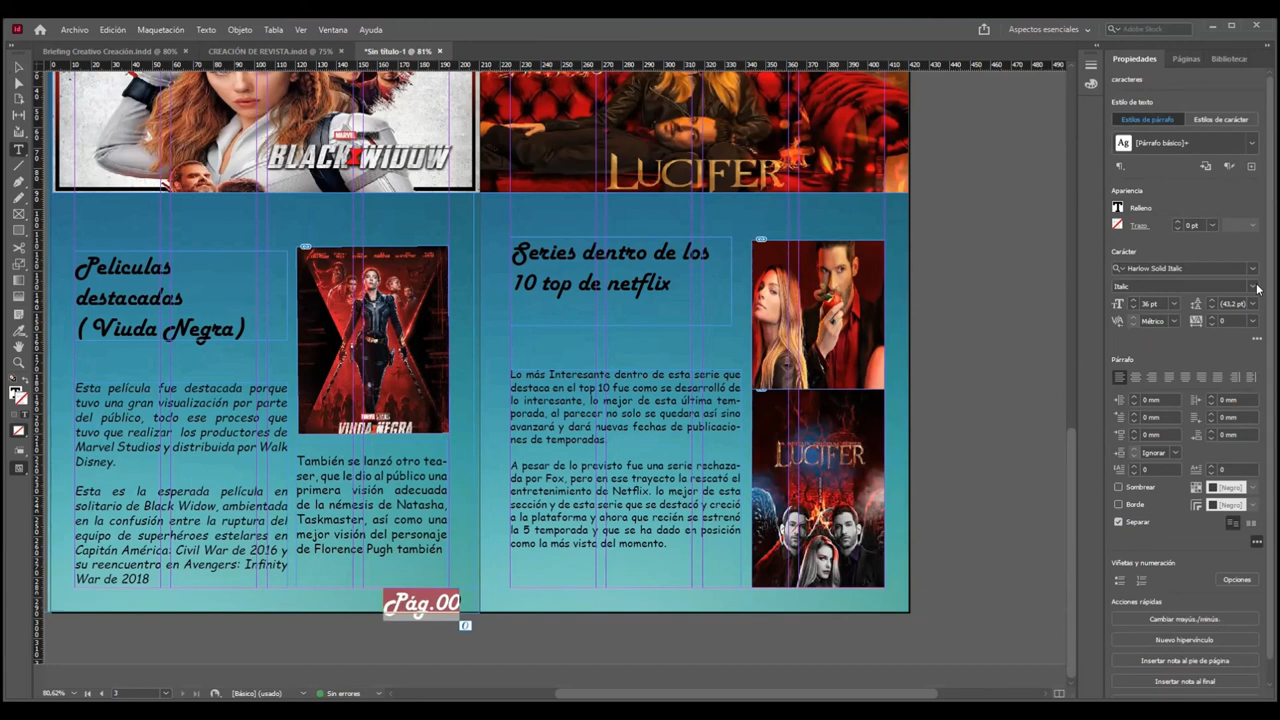 Archivo Edición Maquetación Texto Ver Objeto Tabla Ventana Ayuda
Aspectos esenciales
Adobe Stock
Briefing Creativo Creación.indd @ 80% ×
CREACIÓN DE REVISTA.indd @ 75% ×
*Sin título-1 @ 81% ×
Propiedades Páginas Bibliotecas
caracteres
Estilo de texto
Estilos de párrafo Estilos de carácter
Ag [Párrafo básico]+
Apariencia
Relleno
Trazo 0 pt
Carácter
Harlow Solid Italic
Italic
36 pt (43,2 pt)
Métrico 0
Párrafo
0 mm 0 mm
0 mm 0 mm
0 mm 0 mm
Ignorar
0 0
Sombrear [Negro]
Borde [Negro]
Separar
Viñetas y numeración
Opciones
Acciones rápidas
Cambiar mayús./minús.
Nuevo hipervínculo
Insertar nota al pie de página
Insertar nota al final
MARVEL STUDIOS
BLACK WIDOW
LUCIFER
Peliculas
destacadas
( Viuda Negra)
Esta película fue destacada porque
tuvo una gran visualización por parte
del público, todo ese proceso que
tuvo que realizar los productores de
Marvel Studios y distribuida por Walk
Disney.
Esta es la esperada película en
solitario de Black Widow, ambientada
en la confusión entre la ruptura del
equipo de superhéroes estelares en
Capitán América: Civil War de 2016 y
su reencuentro en Avengers: Infinity
War de 2018
VIUDA NEGRA
También se lanzó otro tea-
ser, que le dio al público una
primera visión adecuada
de la némesis de Natasha,
Taskmaster, así como una
mejor visión del personaje
de Florence Pugh también
Pág.00
Series dentro de los
10 top de netflix
Lo más Interesante dentro de esta serie que
destaca en el top 10 fue como se desarrolló de
lo interesante, lo mejor de esta última tem-
porada, al parecer no solo se quedara así sino
avanzará y dará nuevas fechas de publicacio-
nes de temporadas
A pesar de lo previsto fue una serie rechaza-
da por Fox, pero en ese trayecto la rescató el
entretenimiento de Netflix. lo mejor de esta
sección y de esta serie que se destacó y creció
a la plataforma y ahora que recién se estrenó
la 5 temporada y que se ha dado en posición
como la más vista del momento.
LUCIFER
80,62% 3 [Básico] (usado) Sin errores